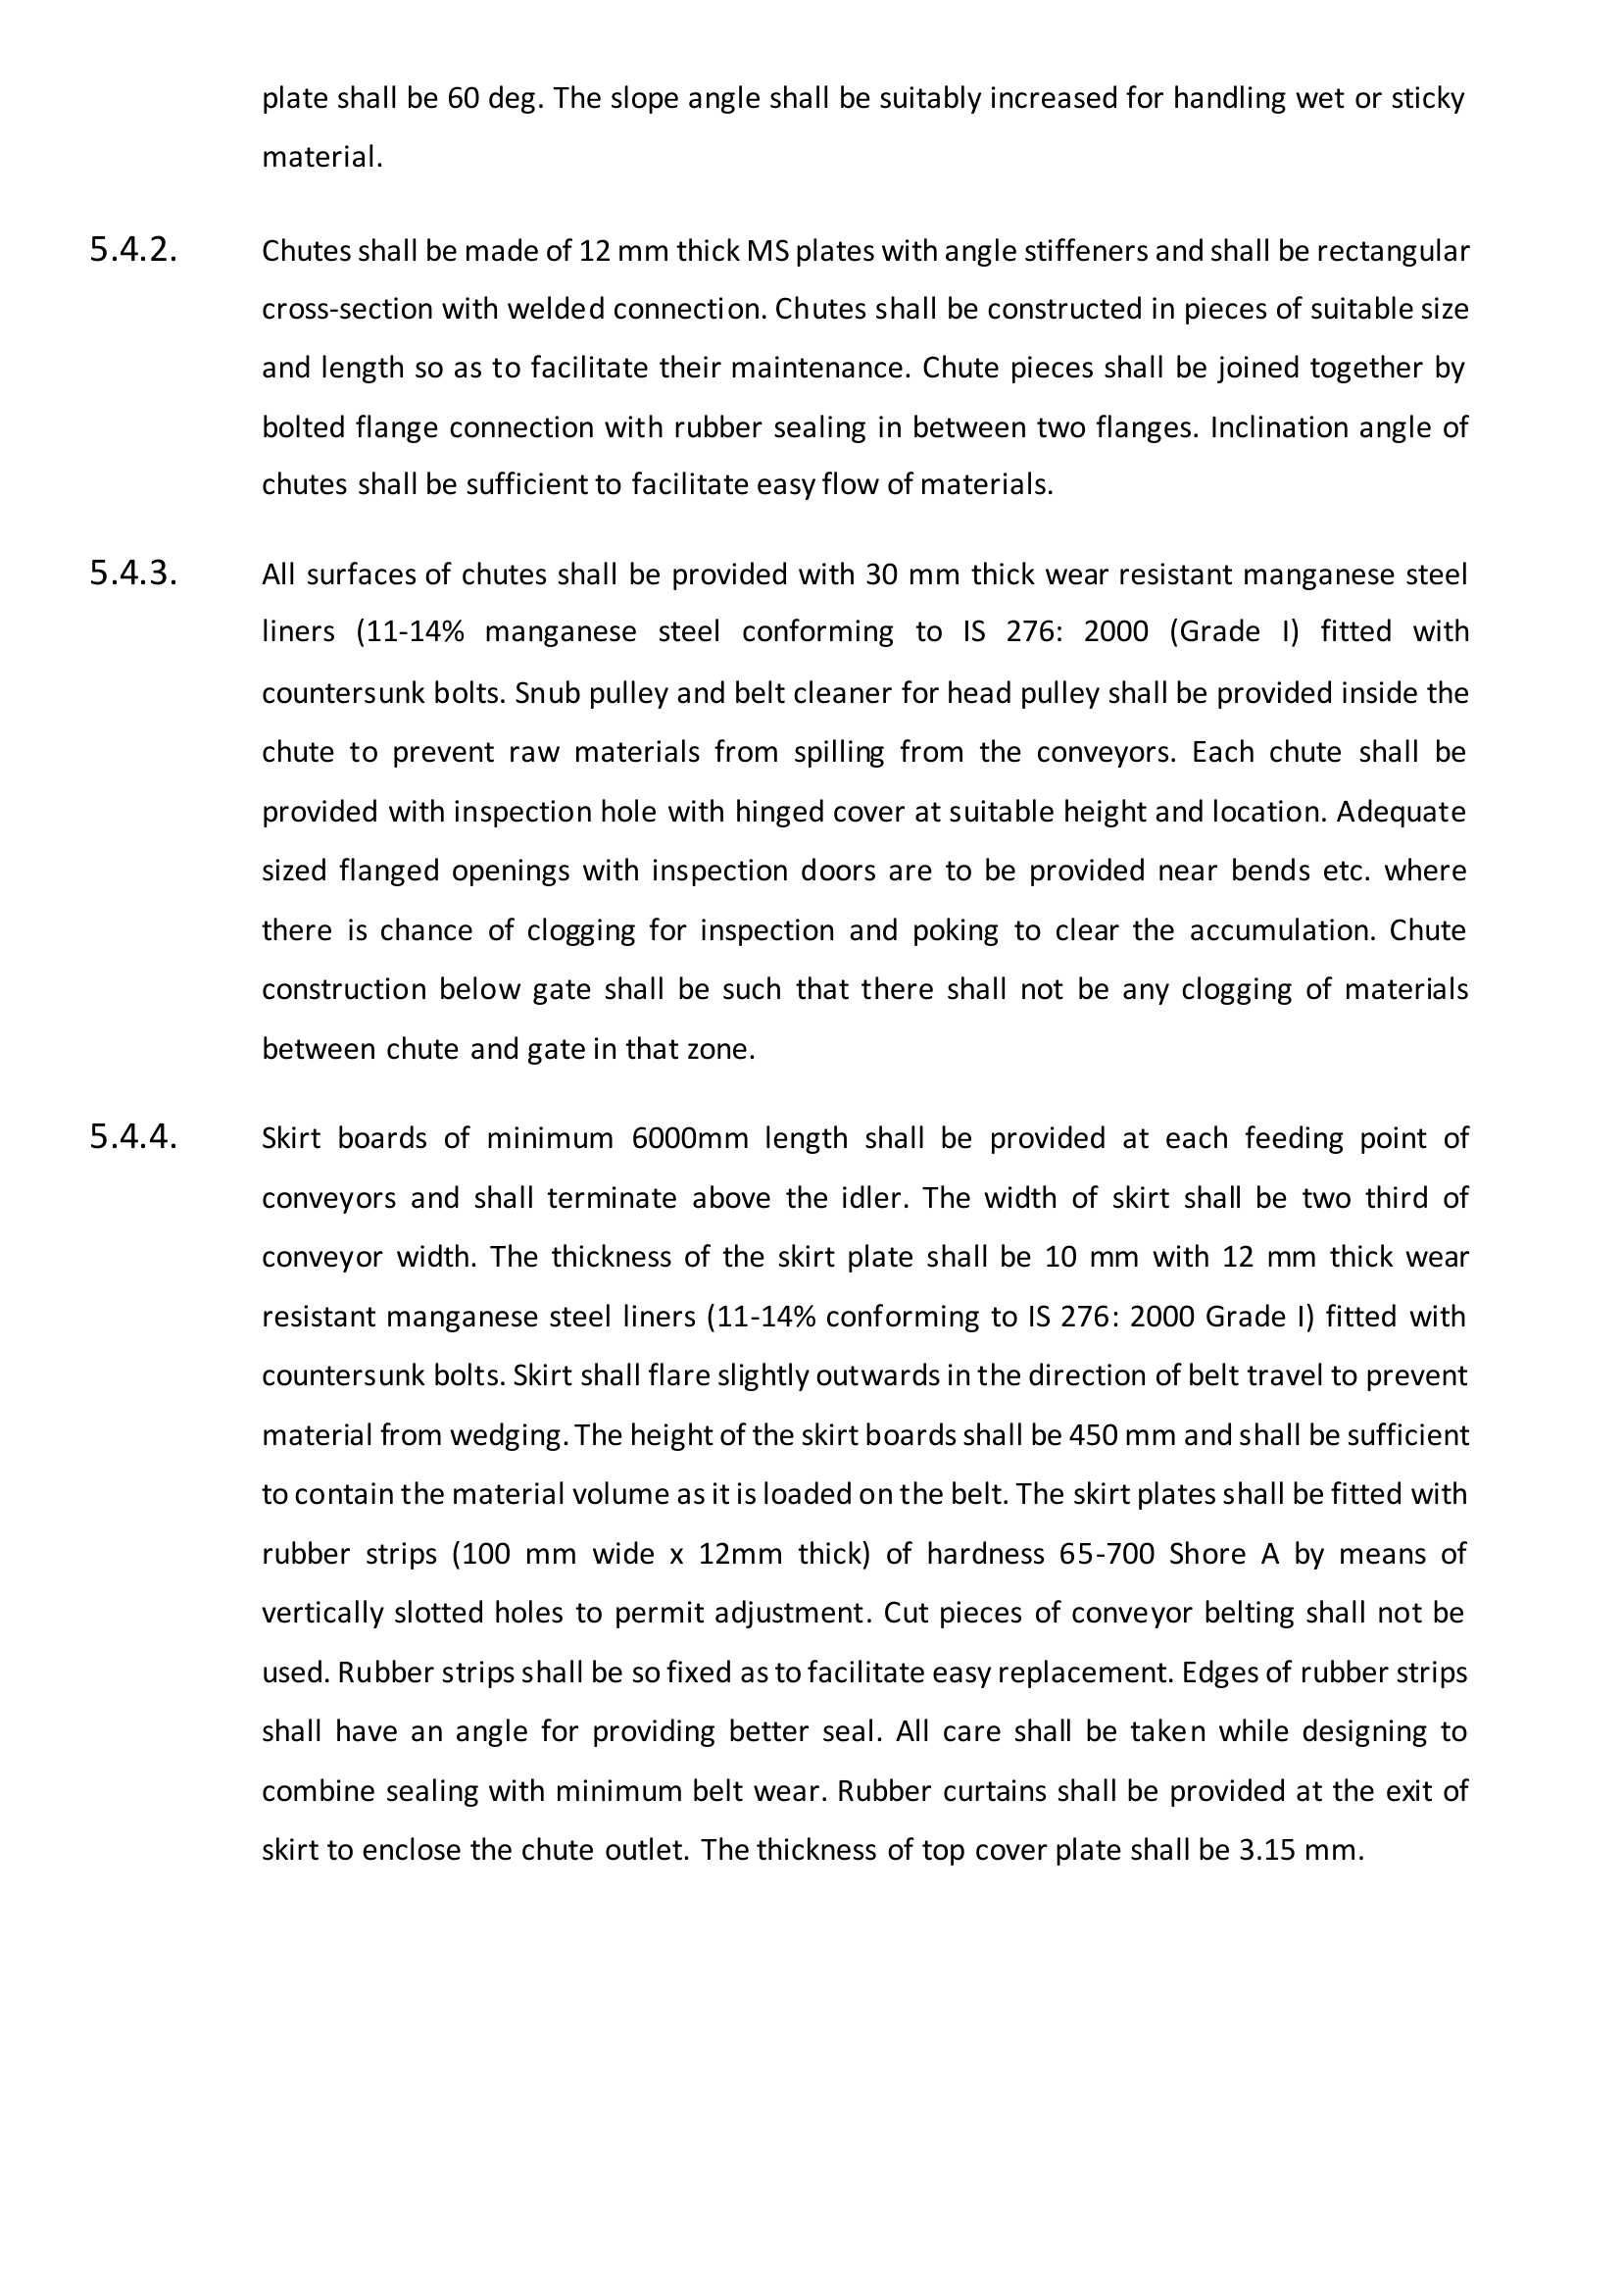 plate shall be 60 deg. The slope angle shall be suitably increased for handling wet or sticky
material.
5.4.2. Chutes shall be made of 12 mm thick MS plates with angle stiffeners and shall be rectangular
cross-section with welded connection. Chutes shall be constructed in pieces of suitable size
and length so as to facilitate their maintenance. Chute pieces shall be joined together by
bolted flange connection with rubber sealing in between two flanges. Inclination angle of
chutes shall be sufficient to facilitate easy flow of materials.
5.4.3. All surfaces of chutes shall be provided with 30 mm thick wear resistant manganese steel
liners (11-14% manganese steel conforming to IS 276: 2000 (Grade I) fitted with
countersunk bolts. Snub pulley and belt cleaner for head pulley shall be provided inside the
chute to prevent raw materials from spilling from the conveyors. Each chute shall be
provided with inspection hole with hinged cover at suitable height and location. Adequate
sized flanged openings with inspection doors are to be provided near bends etc. where
there is chance of clogging for inspection and poking to clear the accumulation. Chute
construction below gate shall be such that there shall not be any clogging of materials
between chute and gate in that zone.
5.4.4. Skirt boards of minimum 6000mm length shall be provided at each feeding point of
conveyors and shall terminate above the idler. The width of skirt shall be two third of
conveyor width. The thickness of the skirt plate shall be 10 mm with 12 mm thick wear
resistant manganese steel liners (11-14% conforming to IS 276: 2000 Grade I) fitted with
countersunk bolts. Skirt shall flare slightly outwards in the direction of belt travel to prevent
material from wedging. The height of the skirt boards shall be 450 mm and shall be sufficient
to contain the material volume as it is loaded on the belt. The skirt plates shall be fitted with
rubber strips (100 mm wide x 12mm thick) of hardness 65-700 Shore A by means of
vertically slotted holes to permit adjustment. Cut pieces of conveyor belting shall not be
used. Rubber strips shall be so fixed as to facilitate easy replacement. Edges of rubber strips
shall have an angle for providing better seal. All care shall be taken while designing to
combine sealing with minimum belt wear. Rubber curtains shall be provided at the exit of
skirt to enclose the chute outlet. The thickness of top cover plate shall be 3.15 mm.